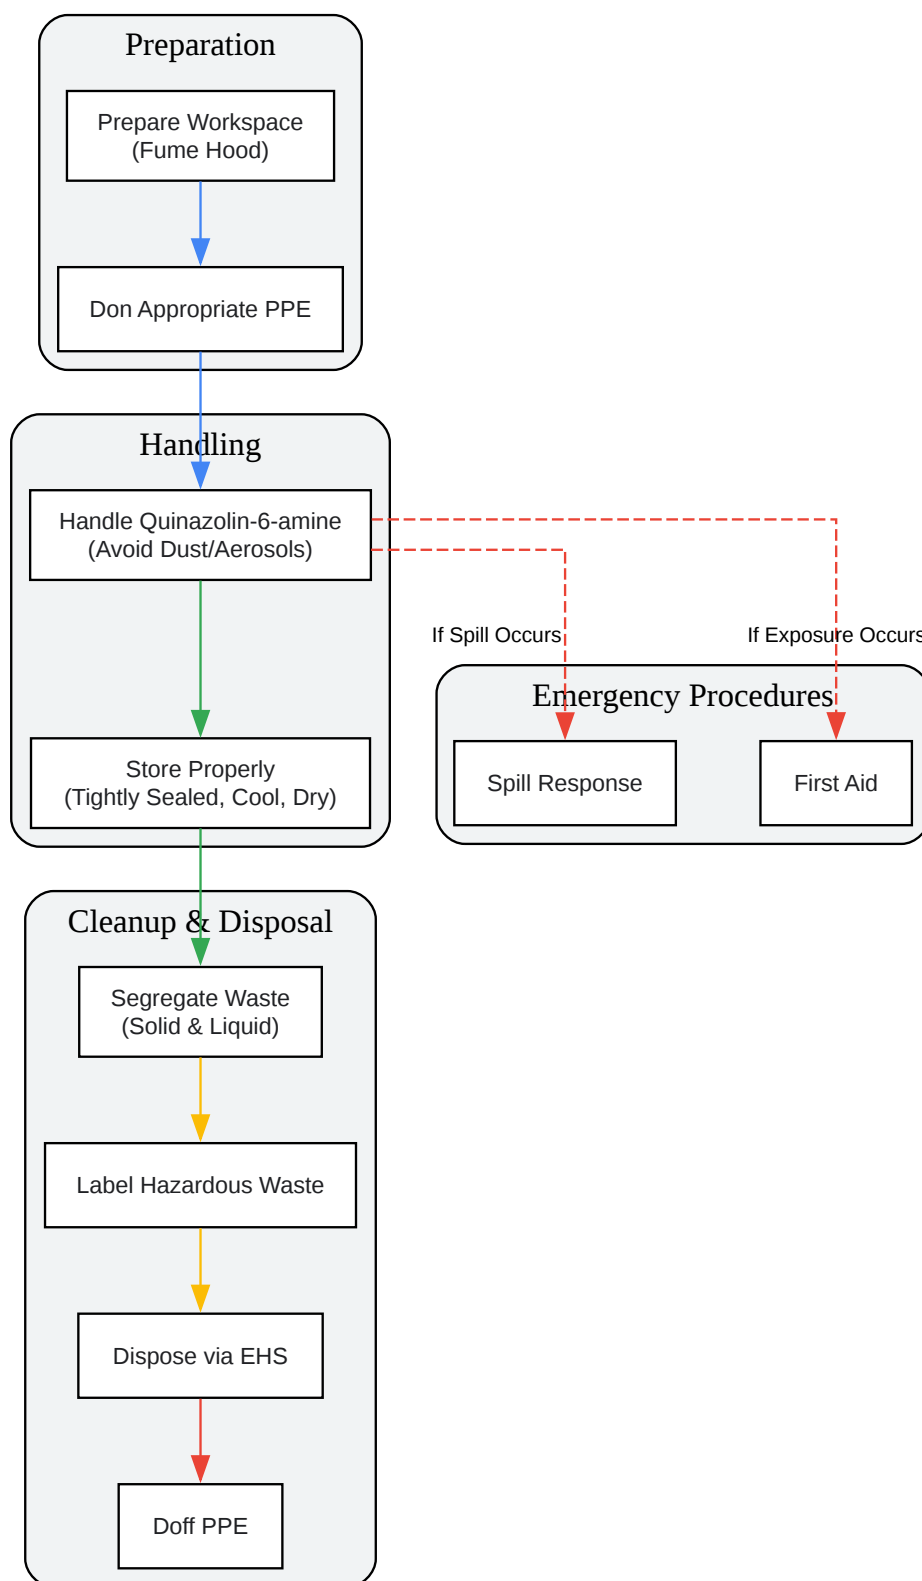 Preparation
Prepare Workspace
(Fume Hood)
Don Appropriate PPE
Handling
Handle Quinazolin-6-amine
(Avoid Dust/Aerosols)
If Spill Occurs
If Exposure Occurs
Emergency Procedures
Store Properly
(Tightly Sealed, Cool, Dry)
Spill Response
First Aid
Cleanup & Disposal
Segregate Waste
(Solid & Liquid)
Label Hazardous Waste
Dispose via EHS
Doff PPE